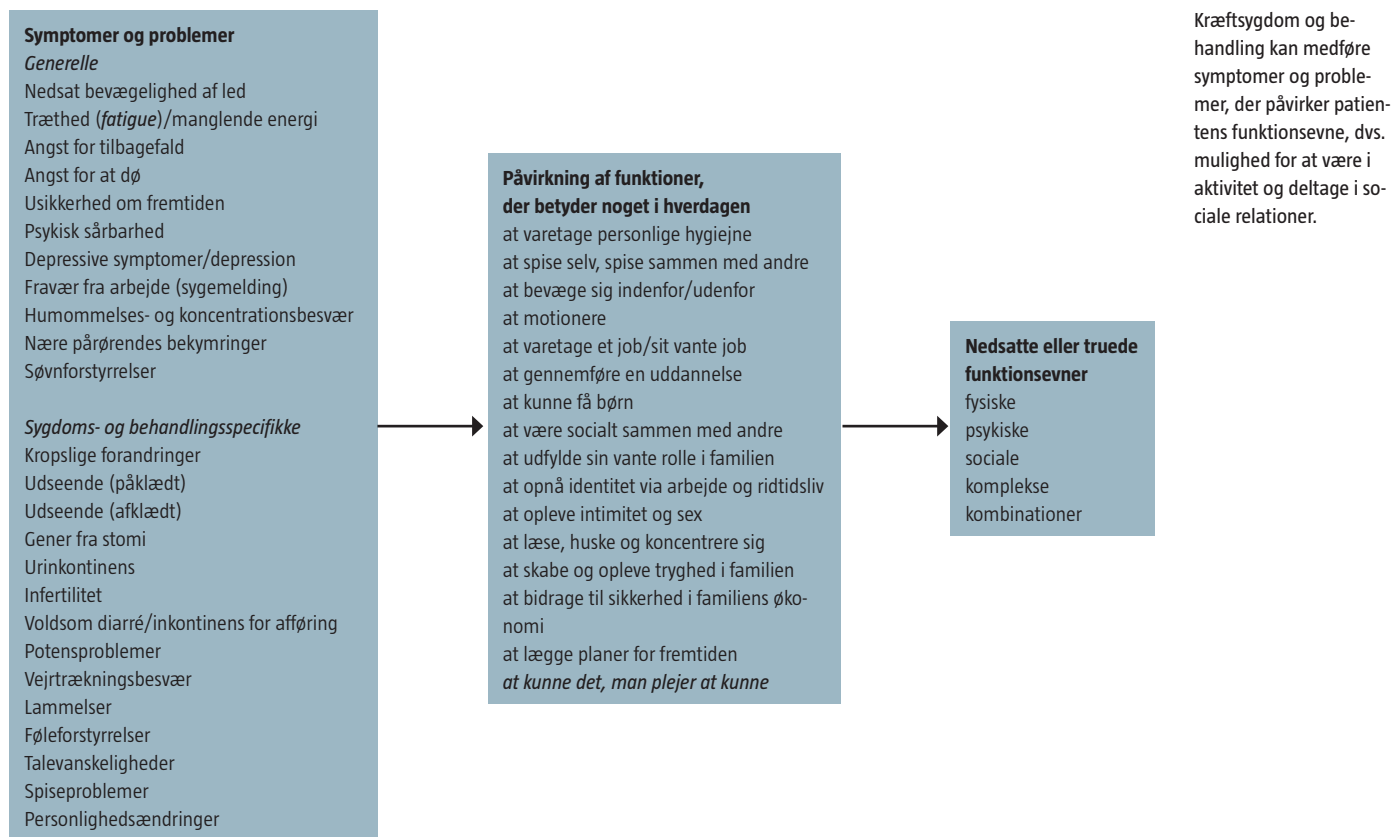 Symptomer og problemer
Generelle
Nedsat bevægelighed af led
Træthed (fatigue)/manglende energi
Angst for tilbagefald
Angst for at dø
Usikkerhed om fremtiden
Psykisk sårbarhed
Depressive symptomer/depression
Fravær fra arbejde (sygemelding)
Humommelses- og koncentrationsbesvær
Nære pårørendes bekymringer
Søvnforstyrrelser
Sygdoms- og behandlingsspecifikke
Kropslige forandringer
Udseende (påklædt)
Udseende (afklædt)
Gener fra stomi
Urinkontinens
Infertilitet
Voldsom diarré/inkontinens for afføring
Potensproblemer
Vejrtrækningsbesvær
Lammelser
Føleforstyrrelser
Talevanskeligheder
Spiseproblemer
Personlighedsændringer
Påvirkning af funktioner,
der betyder noget i hverdagen
at varetage personlige hygiejne
at spise selv, spise sammen med andre
at bevæge sig indenfor/udenfor
at motionere
at varetage et job/sit vante job
at gennemføre en uddannelse
at kunne få børn
at være socialt sammen med andre
at udfylde sin vante rolle i familien
at opnå identitet via arbejde og ridtidsliv
at opleve intimitet og sex
at læse, huske og koncentrere sig
at skabe og opleve tryghed i familien
at bidrage til sikkerhed i familiens øko-
nomi
at lægge planer for fremtiden
at kunne det, man plejer at kunne
Nedsatte eller truede
funktionsevner
fysiske
psykiske
sociale
komplekse
kombinationer
Kræftsygdom og be-
handling kan medføre
symptomer og proble-
mer, der påvirker patien-
tens funktionsevne, dvs.
mulighed for at være i
aktivitet og deltage i so-
ciale relationer.